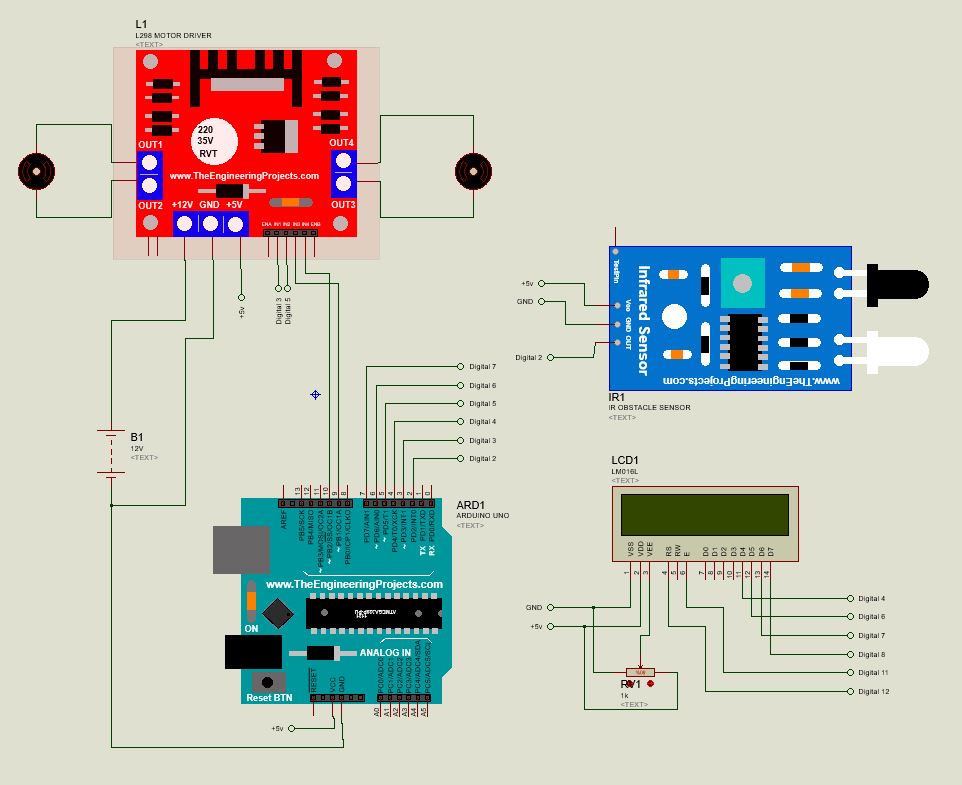 L1
L298 MOTOR DRIVER
<TEXT>
220
35V
RVT
OUT1
OUT4
www.TheEngineeringProjects.com
OUT2
OUT3
+12V GND +5V
ENA IN1 IN2 IN3 IN4 ENB
+5v
Digital 3
Digital 5
+5v
GND
Digital 2
TestPin
Vcc GND OUT
Infrared Sensor
www.TheEngineeringProjects.com
IR1
IR OBSTACLE SENSOR
<TEXT>
Digital 7
Digital 6
Digital 5
Digital 4
Digital 3
Digital 2
B1
12V
<TEXT>
ARD1
ARDUINO UNO
<TEXT>
13
12
11
10
9
8
7
6
5
4
3
2
1
0
AREF
PB5/SCK
PB4/MISO
~ PB3/MOSI/OC2A
~ PB2/SS/OC1B
~ PB1/OC1A
PB0/ICP1/CLKO
PD7/AIN1
~ PD6/AIN0
~ PD5/T1
PD4/T0/XCK
~ PD3/INT1
PD2/INT0
TX PD1/TXD
RX PD0/RXD
www.TheEngineeringProjects.com
ATMEGA328P-PU
ON
ANALOG IN
Reset BTN
RESET
VCC
GND
PC0/ADC0
PC1/ADC1
PC2/ADC2
PC3/ADC3
PC4/ADC4/SDA
PC5/ADC5/SCL
A0
A1
A2
A3
A4
A5
+5v
LCD1
LM016L
<TEXT>
VSS
VDD
VEE
RS
RW
E
D0
D1
D2
D3
D4
D5
D6
D7
1
2
3
4
5
6
7
8
9
10
11
12
13
14
GND
+5v
Digital 4
Digital 6
Digital 7
Digital 8
Digital 11
Digital 12
RV1
1k
<TEXT>